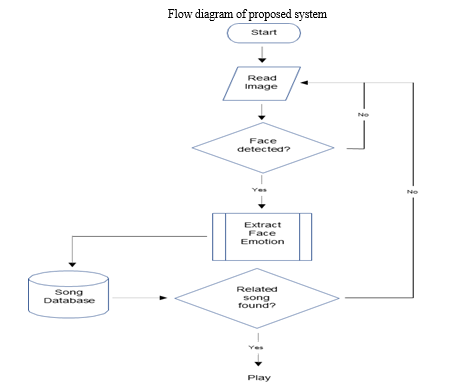 Flow diagram of proposed system
Start
Read
Image
No
Face
detected?
Yes
No
Extract
Face
Emotion
Song
Database
Related
song
found?
Yes
Play